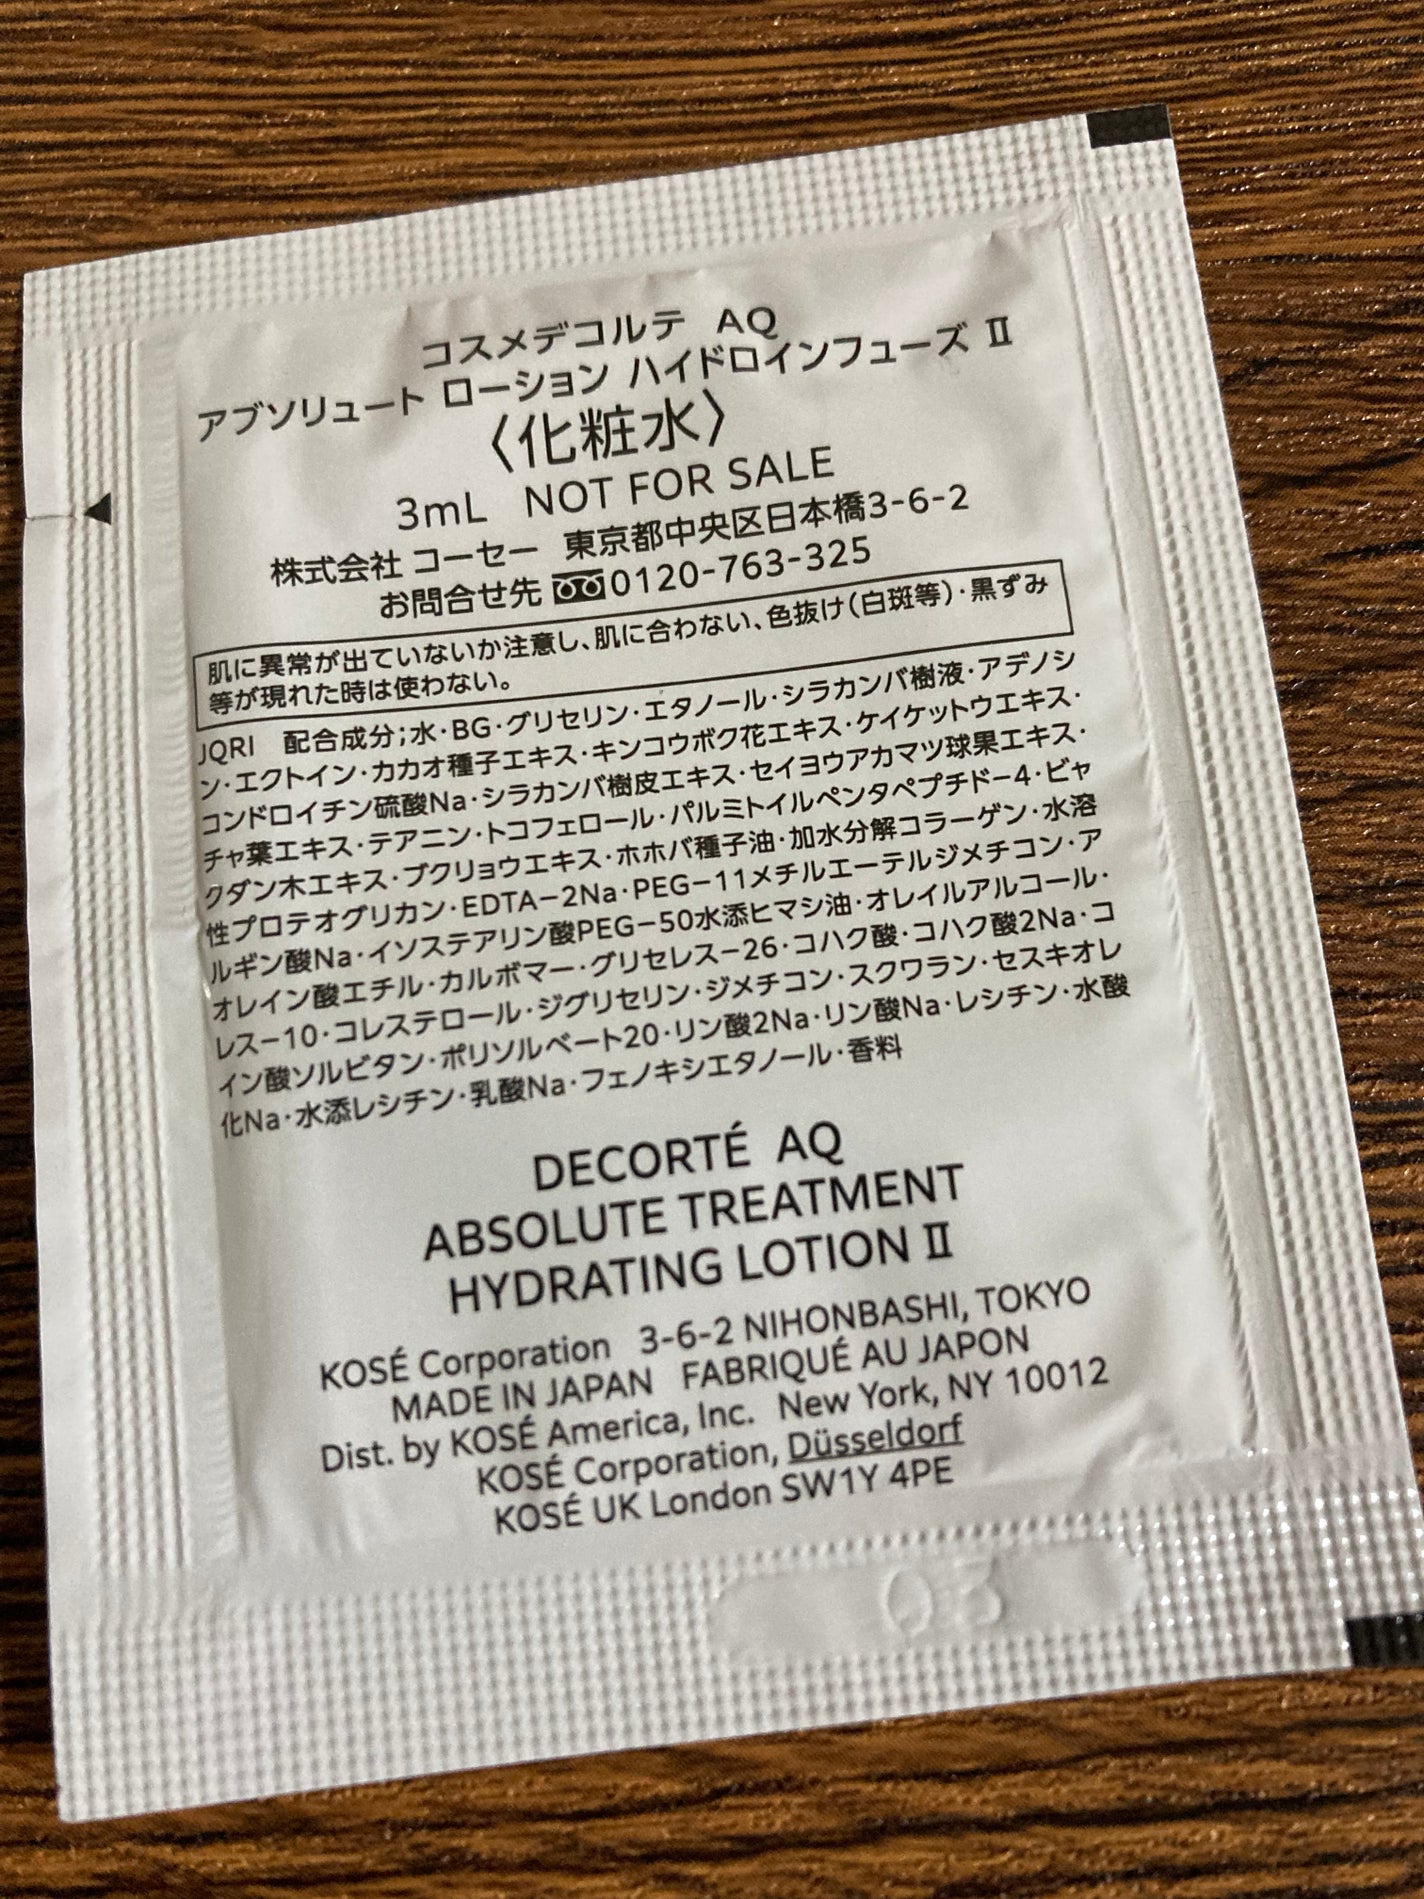 コスメデコルテ AQ
アブソリュート ローション ハイドロインフューズ Ⅱ
〈化粧水〉
3mL NOT FOR SALE
株式会社 コーセー 東京都中央区日本橋3-6-2
お問合せ先 0120-763-325
肌に異常が出ていないか注意し、肌に合わない、色抜け(白斑等)・黒ずみ
等が現れた時は使わない。
JQRI 配合成分;水・BG・グリセリン・エタノール・シラカンバ樹液・アデノシ
ン・エクトイン・カカオ種子エキス・キンコウボク花エキス・ケイケットウエキス・
コンドロイチン硫酸Na・シラカンバ樹皮エキス・セイヨウアカマツ球果エキス・
チャ葉エキス・テアニン・トコフェロール・パルミトイルペンタペプチド-4・ビャ
クダン木エキス・ブクリョウエキス・ホホバ種子油・加水分解コラーゲン・水溶
性プロテオグリカン・EDTA-2Na・PEG-11メチルエーテルジメチコン・ア
ルギン酸Na・イソステアリン酸PEG-50水添ヒマシ油・オレイルアルコール・
オレイン酸エチル・カルボマー・グリセレス-26・コハク酸・コハク酸2Na・コ
レス-10・コレステロール・ジグリセリン・ジメチコン・スクワラン・セスキオレ
イン酸ソルビタン・ポリソルベート20・リン酸2Na・リン酸Na・レシチン・水酸
化Na・水添レシチン・乳酸Na・フェノキシエタノール・香料
DECORTÉ AQ
ABSOLUTE TREATMENT
HYDRATING LOTION Ⅱ
KOSÉ Corporation 3-6-2 NIHONBASHI, TOKYO
MADE IN JAPAN FABRIQUÉ AU JAPON
Dist. by KOSÉ America, Inc. New York, NY 10012
KOSÉ Corporation, Düsseldorf
KOSÉ UK London SW1Y 4PE